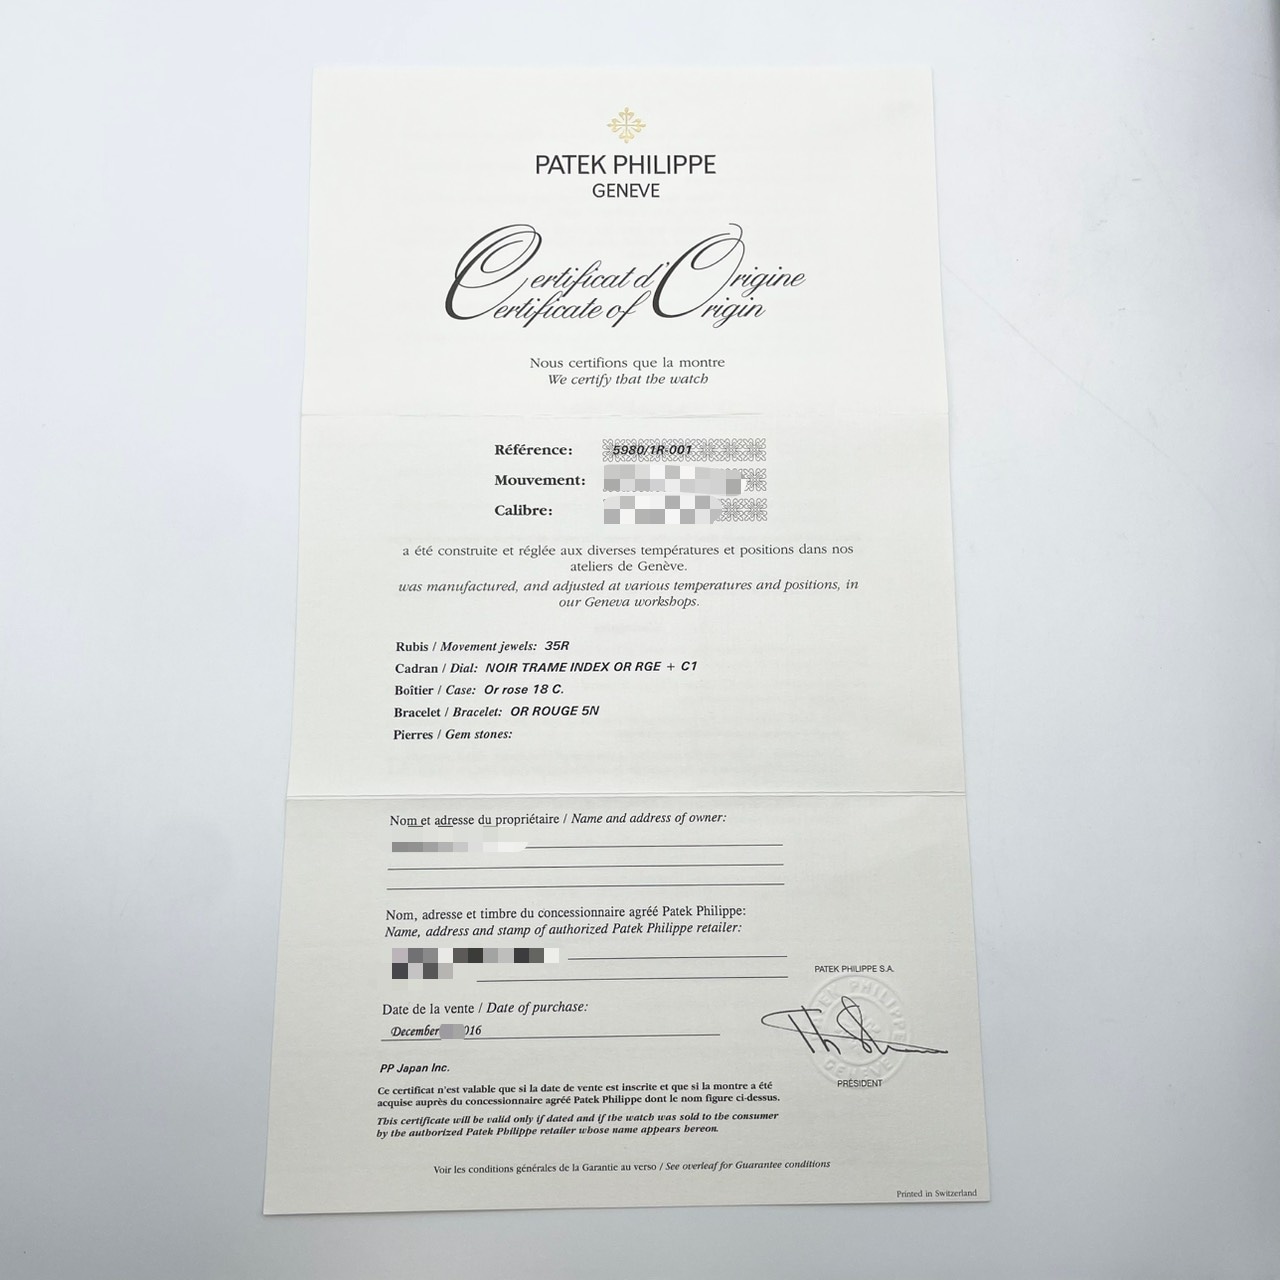 PATEK PHILIPPE
GENEVE
Certificat d'Origine
Certificate of Origin
Nous certifions que la montre
We certify that the watch
Référence: 5980/1R-001
Mouvement:
Calibre:
a été construite et réglée aux diverses températures et positions dans nos
ateliers de Genève.
was manufactured, and adjusted at various temperatures and positions, in
our Geneva workshops.
Rubis / Movement jewels: 35R
Cadran / Dial: NOIR TRAME INDEX OR RGE + C1
Boîtier / Case: Or rose 18 C.
Bracelet / Bracelet: OR ROUGE 5N
Pierres / Gem stones:
Nom et adresse du propriétaire / Name and address of owner:
Nom, adresse et timbre du concessionnaire agréé Patek Philippe:
Name, address and stamp of authorized Patek Philippe retailer:
PATEK PHILIPPE S.A.
PATEK PHILIPPE
GENEVE
Date de la vente / Date of purchase:
December 016
PRÉSIDENT
PP Japan Inc.
Ce certificat n'est valable que si la date de vente est inscrite et que si la montre a été
acquise auprès du concessionnaire agréé Patek Philippe dont le nom figure ci-dessus.
This certificate will be valid only if dated and if the watch was sold to the consumer
by the authorized Patek Philippe retailer whose name appears hereon.
Voir les conditions générales de la Garantie au verso / See overleaf for Guarantee conditions
Printed in Switzerland